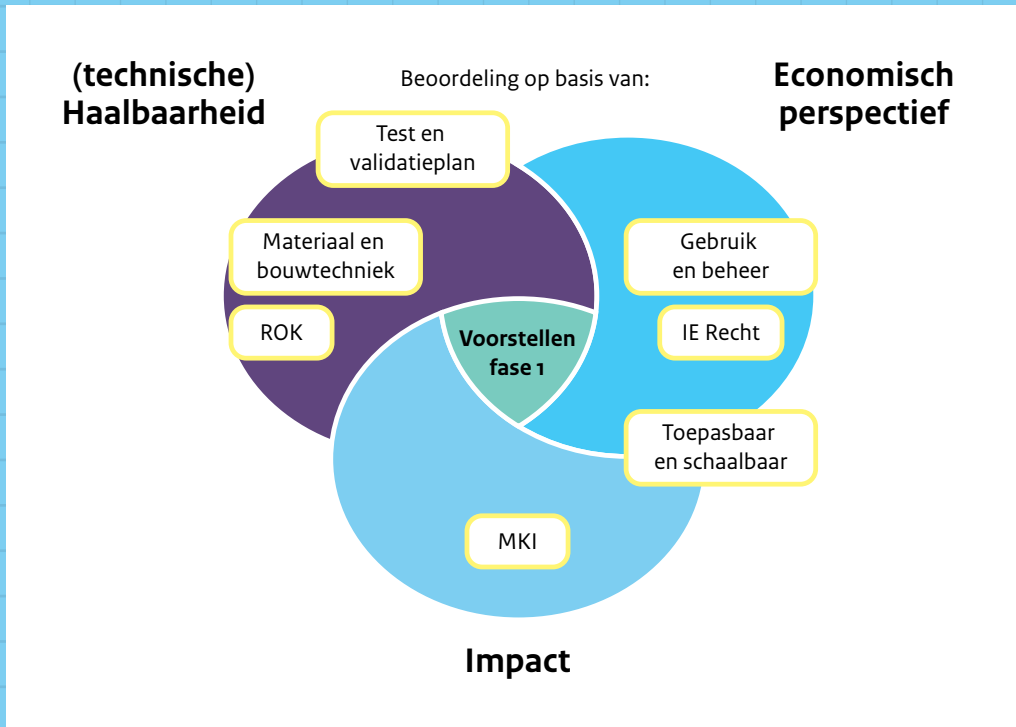 (technische)
Haalbaarheid
Beoordeling op basis van:
Economisch
perspectief
Test en
validatieplan
Materiaal en
bouwtechniek
Gebruik
en beheer
ROK
IE Recht
Voorstellen
fase 1
Toepasbaar
en schaalbaar
MKI
Impact